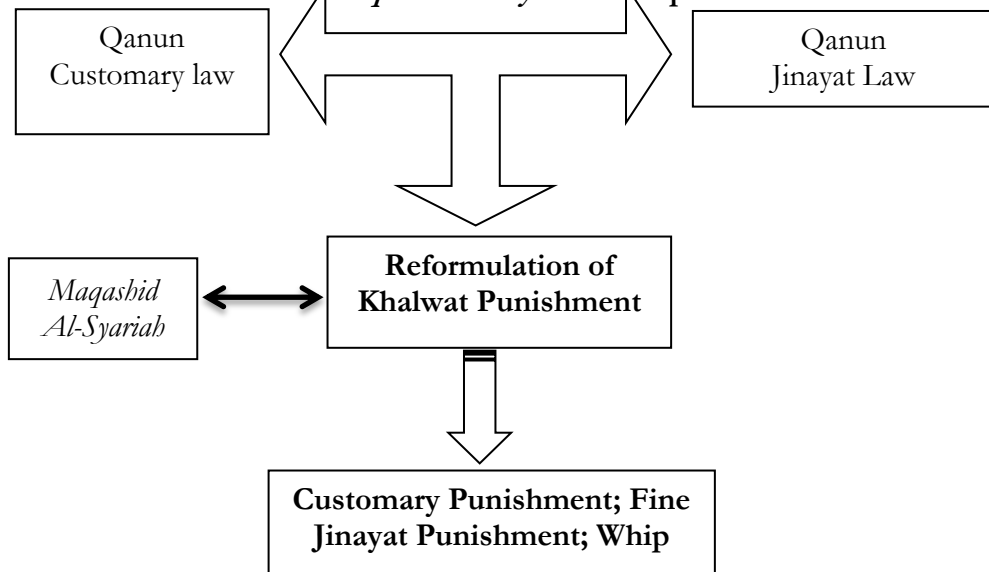 Qanun
Customary law
Qanun
Jinayat Law
Reformulation of
Khalwat Punishment
Maqashid
Al-Syariah
Customary Punishment; Fine
Jinayat Punishment; Whip